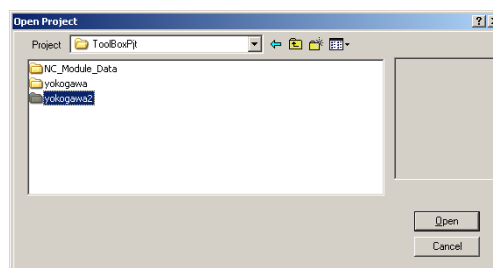 Open Project
Project ToolBoxPjt
NC_Module_Data
yokogawa
yokogawa2
Open
Cancel